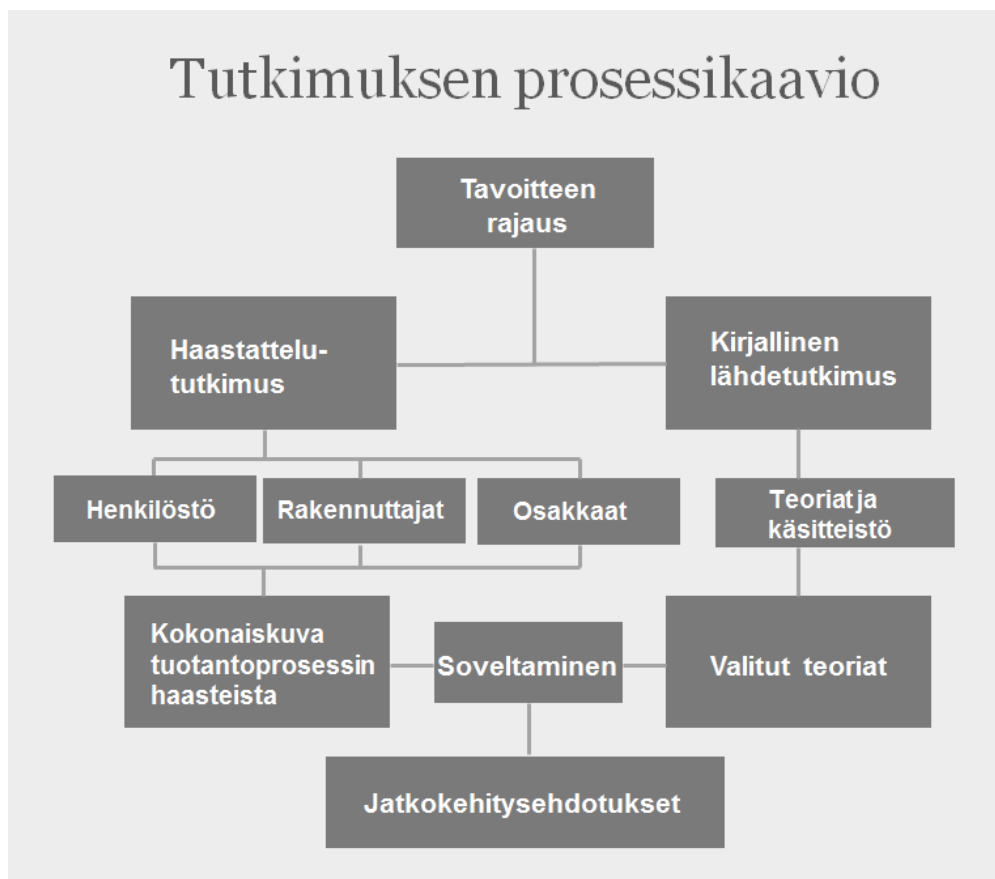 Tutkimuksen prosessikaavio
Tavoitteen
rajaus
Haastattelu-
tutkimus
Kirjallinen
lähdetutkimus
Henkilöstö
Rakennuttajat
Osakkaat
Teoriat ja
käsitteistö
Kokonaiskuva
tuotantoprosessin
haasteista
Soveltaminen
Valitut teoriat
Jatkokehitysehdotukset